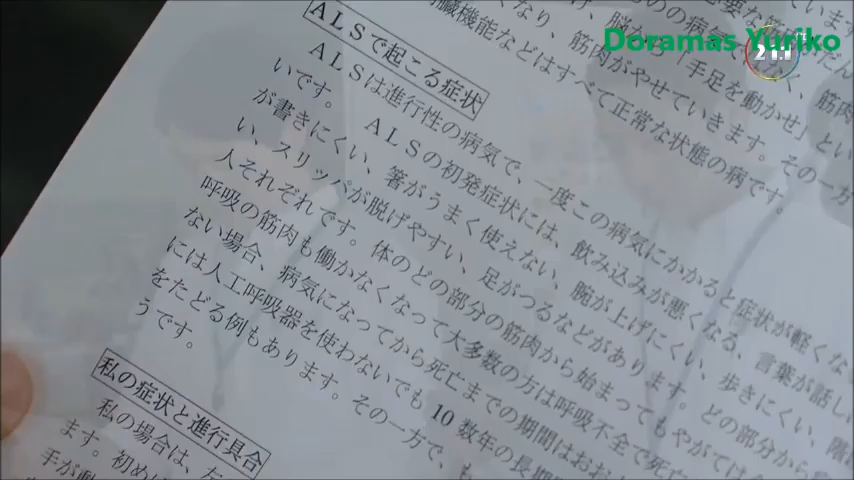 筋肉がやせていきます。その一方
臓機能などはすべて正常な状態の病です。
ALSで起こる症状
ALSは進行性の病気で、一度この病気にかかると症状が軽くな
いです。
ALSの初発症状には、飲み込みが悪くなる、言葉が話し
が書きにくい、箸がうまく使えない、腕が上げにくい、歩きにくい、階
い、スリッパが脱げやすい、足がつるなどがあります。どの部分から
人それぞれです。体のどの部分の筋肉から始まってもやがては
呼吸の筋肉も働かなくなって大多数の方は呼吸不全で死亡
ない場合、病気になってから死亡までの期間はおお
には人工呼吸器を使わないでも10数年の長期
をたどる例もあります。その一方で、も
うです。
私の症状と進行具合
私の場合は、左
ます。初め
手が動
Doramas Yuriko